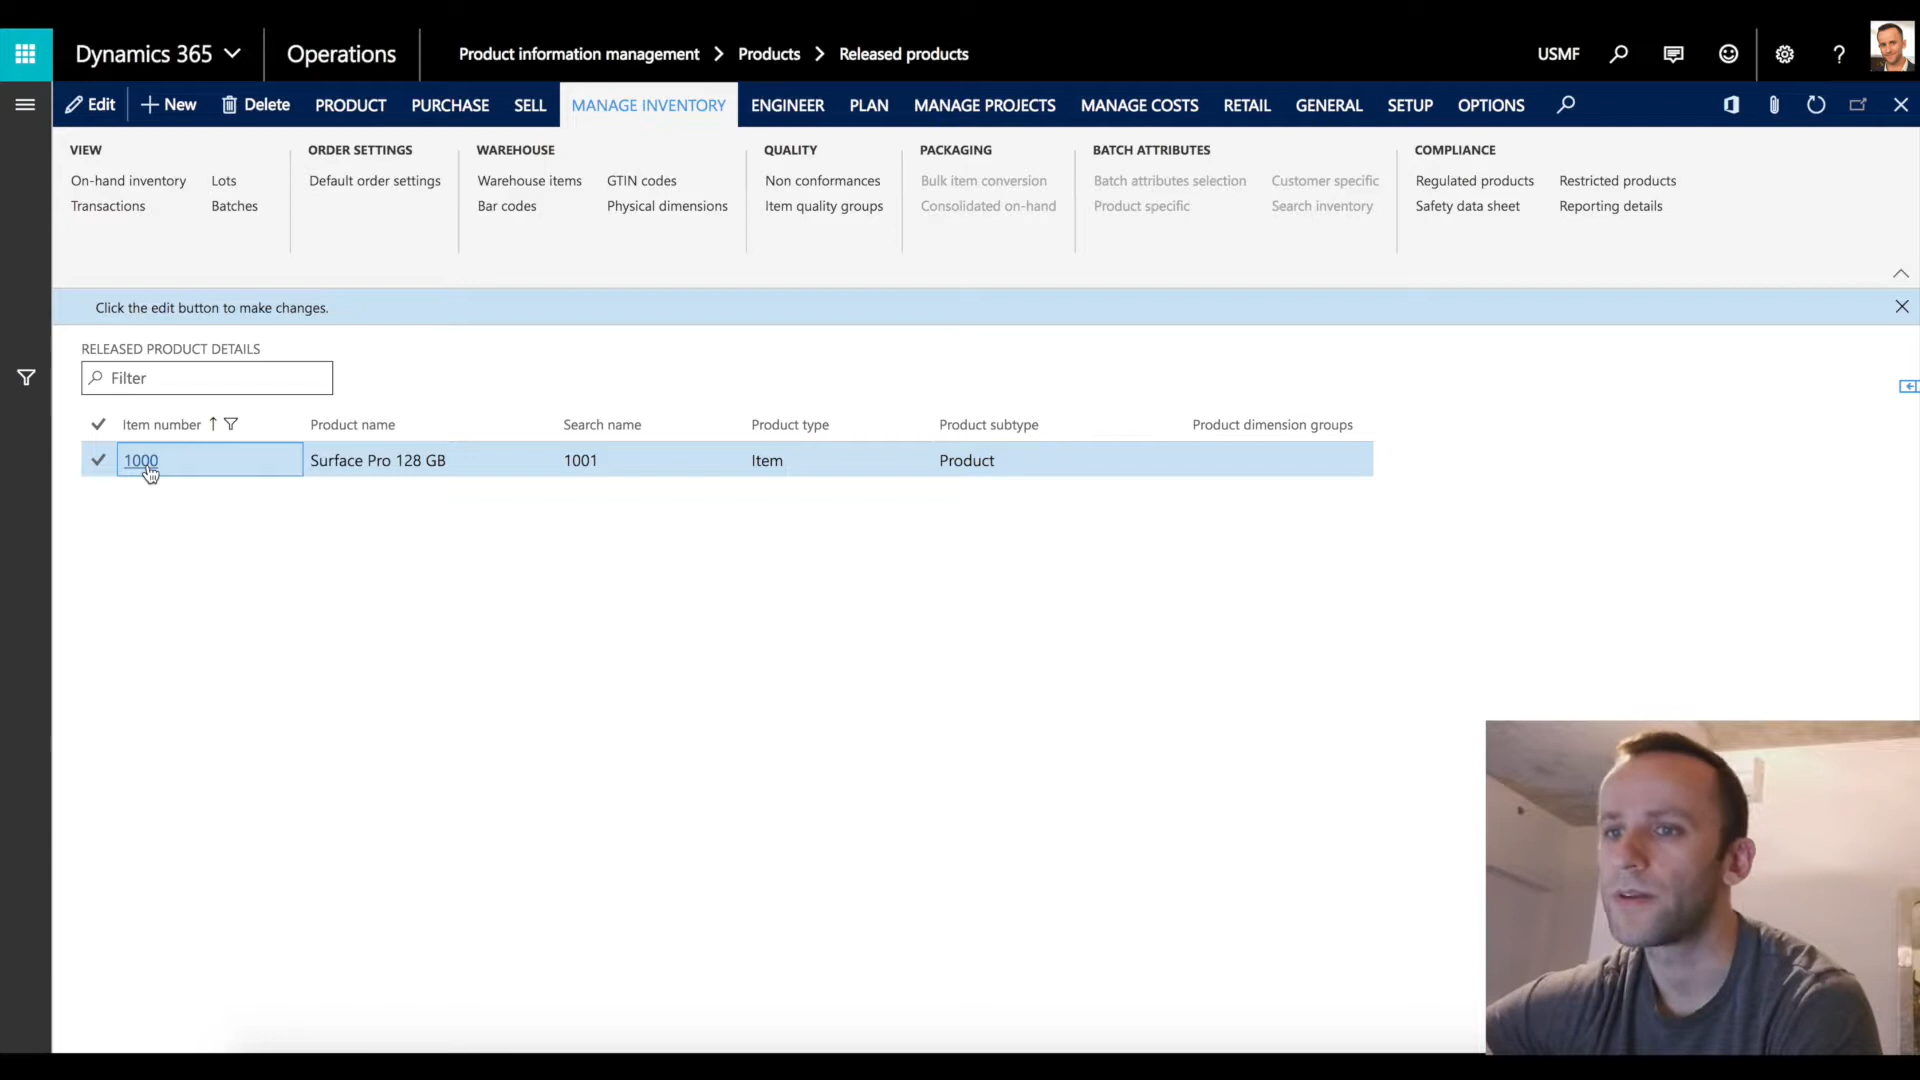 Dynamics 365 Operations Product information management > Products > Released products USMF ?
Edit + New Delete PRODUCT PURCHASE SELL MANAGE INVENTORY ENGINEER PLAN MANAGE PROJECTS MANAGE COSTS RETAIL GENERAL SETUP OPTIONS
VIEW ORDER SETTINGS WAREHOUSE QUALITY PACKAGING BATCH ATTRIBUTES COMPLIANCE
On-hand inventory Lots Default order settings Warehouse items GTIN codes Non conformances Bulk item conversion Batch attributes selection Customer specific Regulated products Restricted products
Transactions Batches Bar codes Physical dimensions Item quality groups Consolidated on-hand Product specific Search inventory Safety data sheet Reporting details
Click the edit button to make changes.
RELEASED PRODUCT DETAILS
Filter
Item number Product name Search name Product type Product subtype Product dimension groups
1000 Surface Pro 128 GB 1001 Item Product